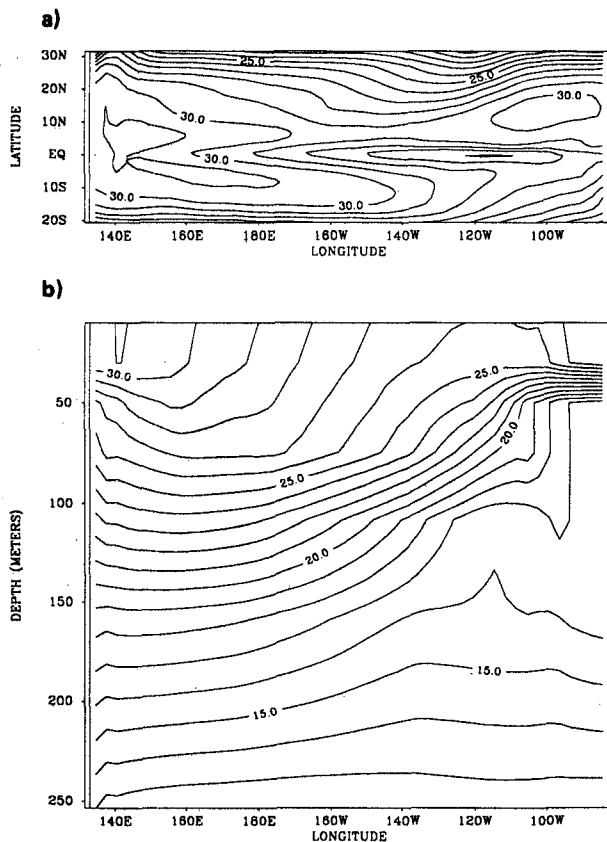 a)
30N
20N
10N
EQ
10S
20S
LATITUDE
25.0
25.0
30.0
30.0
30.0
30.0
30.0
140E 160E 180E 160W 140W 120W 100W
LONGITUDE
b)
50
100
150
200
250
DEPTH (METERS)
30.0
25.0
20.0
25.0
20.0
15.0
15.0
140E 160E 180E 160W 140W 120W 100W
LONGITUDE